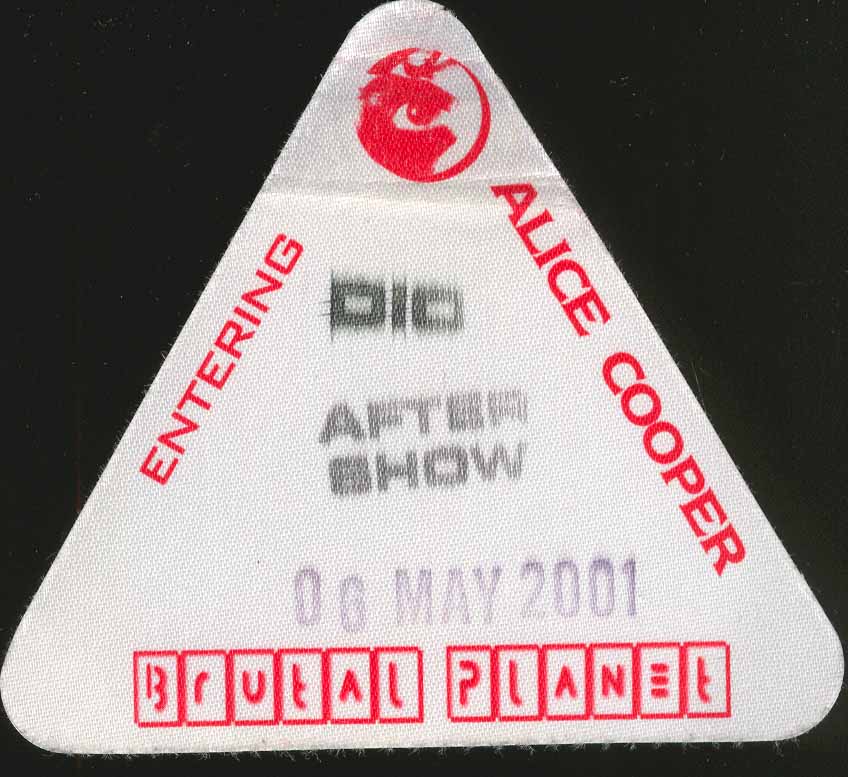 ENTERING
ALICE COOPER
DIO
AFTER
SHOW
06 MAY 2001
BRUTAL PLANET